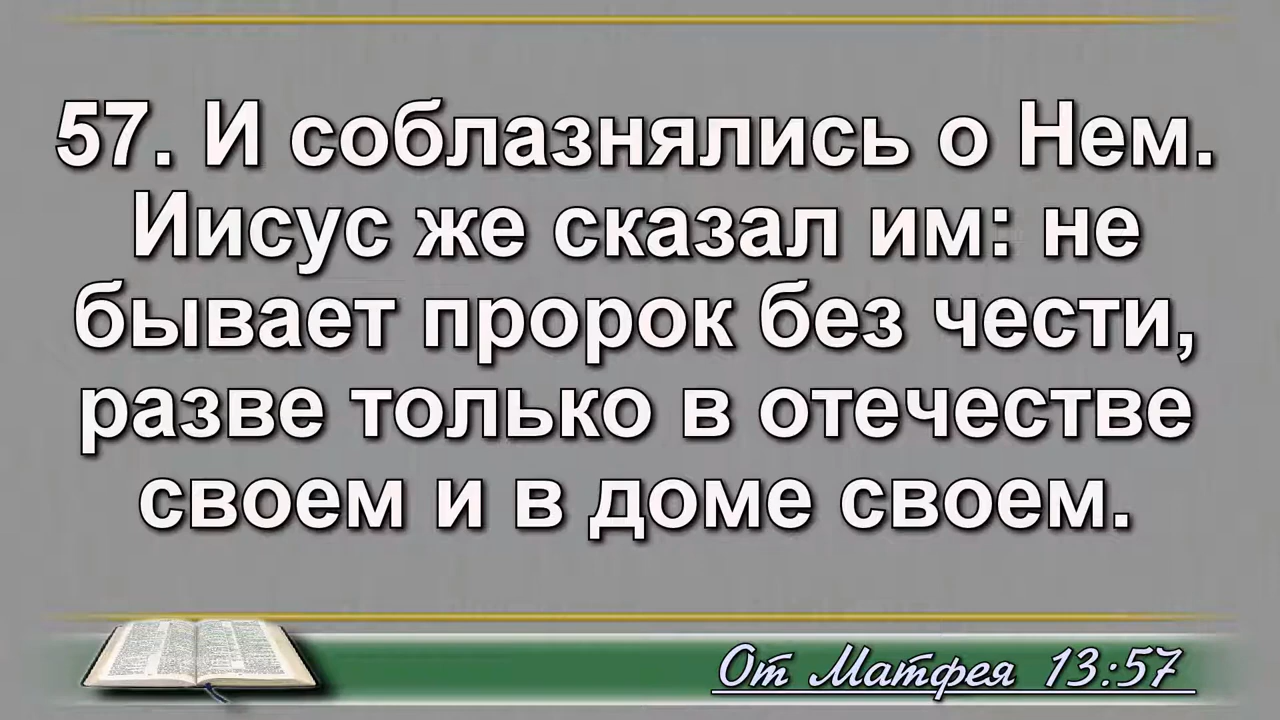 57. И соблазнялись о Нем.
Иисус же сказал им: не
бывает пророк без чести,
разве только в отечестве
своем и в доме своем.
От Матфея 13:57